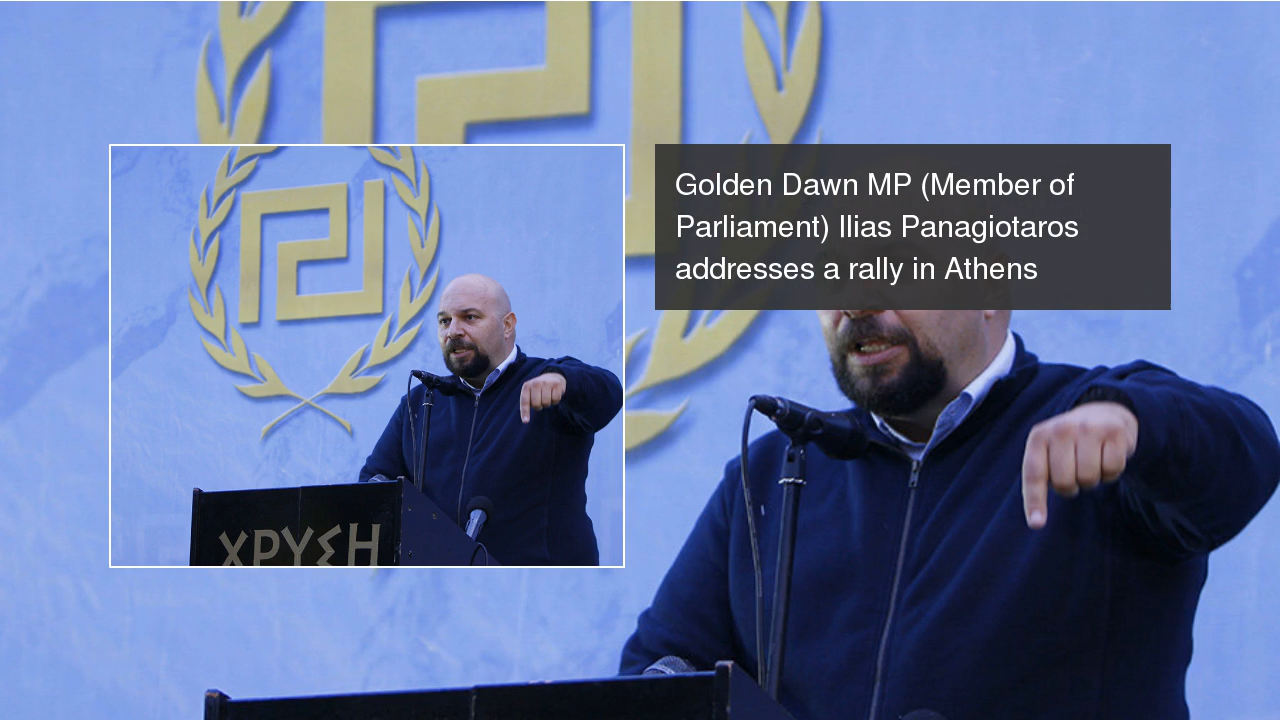 Golden Dawn MP (Member of
Parliament) Ilias Panagiotaros
addresses a rally in Athens
ΧΡΥΣΗ